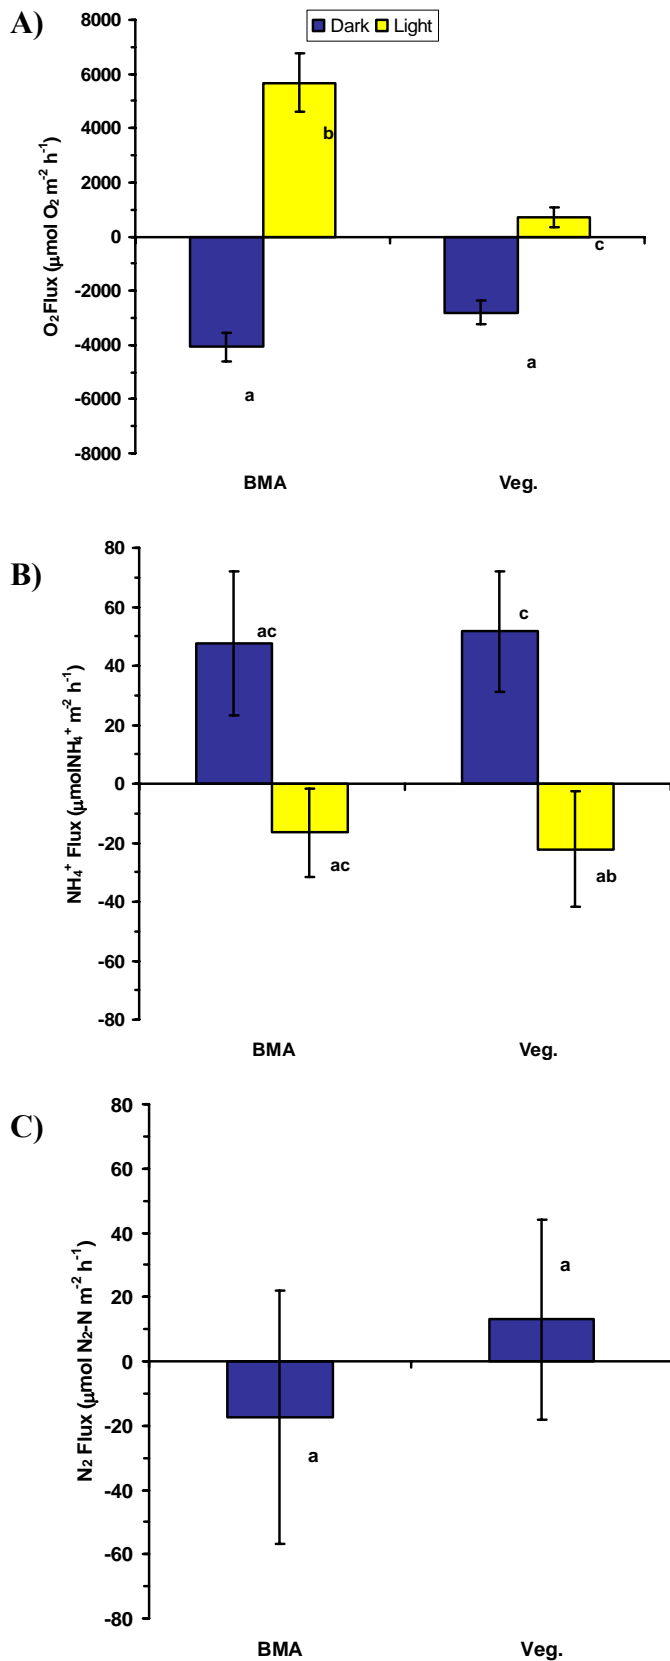 A)
Dark Light
8000
6000
4000
2000
0
-2000
-4000
-6000
-8000
O₂Flux (μmol O₂ m⁻² h⁻¹)
b
c
a
a
BMA Veg.
B)
80
60
40
20
0
-20
-40
-60
-80
NH₄⁺ Flux (μmolNH₄⁺ m⁻² h⁻¹)
ac
c
ac
ab
BMA Veg.
C)
80
60
40
20
0
-20
-40
-60
-80
N₂ Flux (μmol N₂-N m⁻² h⁻¹)
a
a
BMA Veg.